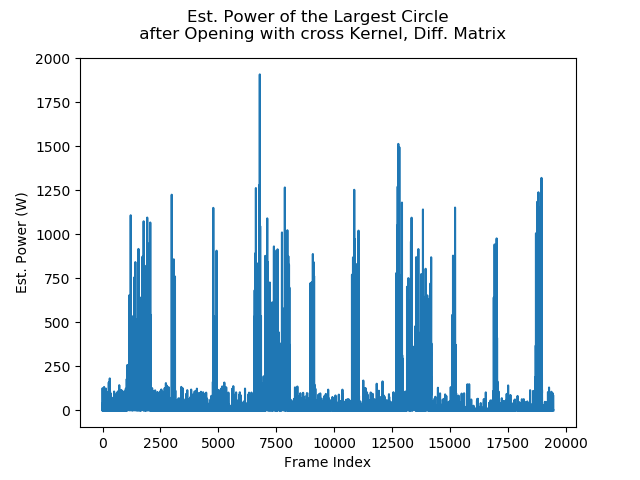 Est. Power of the Largest Circle
after Opening with cross Kernel, Diff. Matrix
2000
1750
1500
1250
1000
750
500
250
0
Est. Power (W)
0 2500 5000 7500 10000 12500 15000 17500 20000
Frame Index